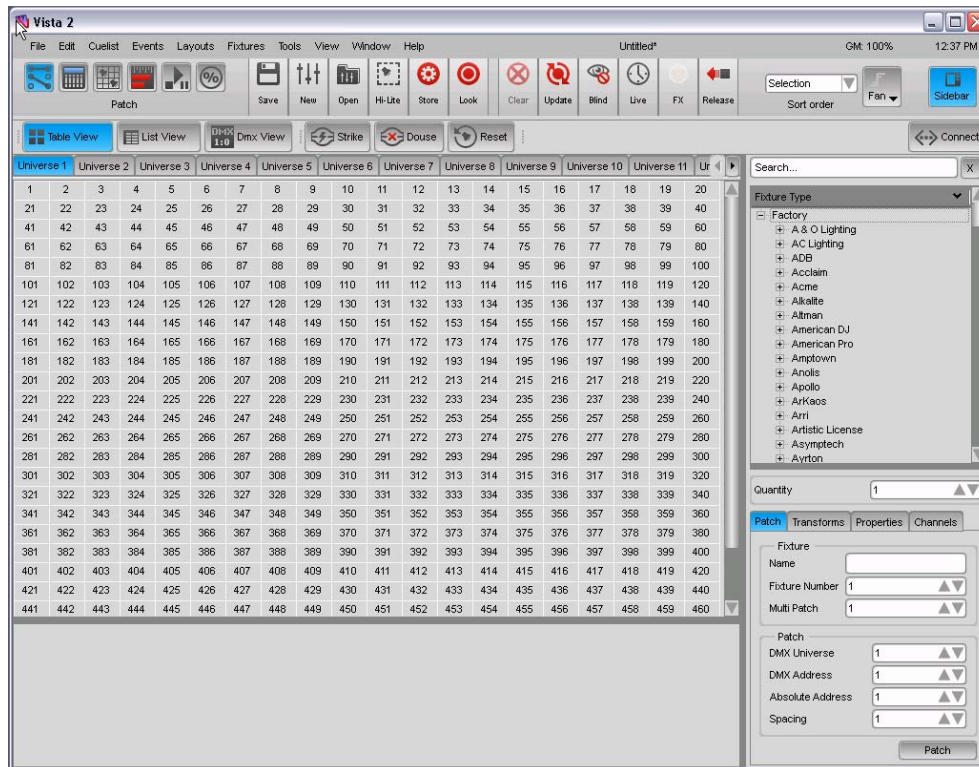 Vista 2
File Edit Cuelist Events Layouts Fixtures Tools View Window Help Untitled* GM: 100% 12:37 PM
Patch
Save New Open Hi-Lite Store Look Clear Update Blind Live FX Release
Selection
Sort order
Fan
Sidebar
Table View List View DMX 1:0 Dmx View Strike Douse Reset Connect
Universe 1 Universe 2 Universe 3 Universe 4 Universe 5 Universe 6 Universe 7 Universe 8 Universe 9 Universe 10 Universe 11 Ur
1 2 3 4 5 6 7 8 9 10 11 12 13 14 15 16 17 18 19 20
21 22 23 24 25 26 27 28 29 30 31 32 33 34 35 36 37 38 39 40
41 42 43 44 45 46 47 48 49 50 51 52 53 54 55 56 57 58 59 60
61 62 63 64 65 66 67 68 69 70 71 72 73 74 75 76 77 78 79 80
81 82 83 84 85 86 87 88 89 90 91 92 93 94 95 96 97 98 99 100
101 102 103 104 105 106 107 108 109 110 111 112 113 114 115 116 117 118 119 120
121 122 123 124 125 126 127 128 129 130 131 132 133 134 135 136 137 138 139 140
141 142 143 144 145 146 147 148 149 150 151 152 153 154 155 156 157 158 159 160
161 162 163 164 165 166 167 168 169 170 171 172 173 174 175 176 177 178 179 180
181 182 183 184 185 186 187 188 189 190 191 192 193 194 195 196 197 198 199 200
201 202 203 204 205 206 207 208 209 210 211 212 213 214 215 216 217 218 219 220
221 222 223 224 225 226 227 228 229 230 231 232 233 234 235 236 237 238 239 240
241 242 243 244 245 246 247 248 249 250 251 252 253 254 255 256 257 258 259 260
261 262 263 264 265 266 267 268 269 270 271 272 273 274 275 276 277 278 279 280
281 282 283 284 285 286 287 288 289 290 291 292 293 294 295 296 297 298 299 300
301 302 303 304 305 306 307 308 309 310 311 312 313 314 315 316 317 318 319 320
321 322 323 324 325 326 327 328 329 330 331 332 333 334 335 336 337 338 339 340
341 342 343 344 345 346 347 348 349 350 351 352 353 354 355 356 357 358 359 360
361 362 363 364 365 366 367 368 369 370 371 372 373 374 375 376 377 378 379 380
381 382 383 384 385 386 387 388 389 390 391 392 393 394 395 396 397 398 399 400
401 402 403 404 405 406 407 408 409 410 411 412 413 414 415 416 417 418 419 420
421 422 423 424 425 426 427 428 429 430 431 432 433 434 435 436 437 438 439 440
441 442 443 444 445 446 447 448 449 450 451 452 453 454 455 456 457 458 459 460
Search... X
Fixture Type
Factory
A & O Lighting
AC Lighting
ADB
Acclaim
Acme
Alkalite
Altman
American DJ
American Pro
Amptown
Anolis
Apollo
ArKaos
Arri
Artistic License
Asymptech
Ayrton
Quantity 1
Patch Transforms Properties Channels
Fixture
Name
Fixture Number 1
Multi Patch 1
Patch
DMX Universe 1
DMX Address 1
Absolute Address 1
Spacing 1
Patch